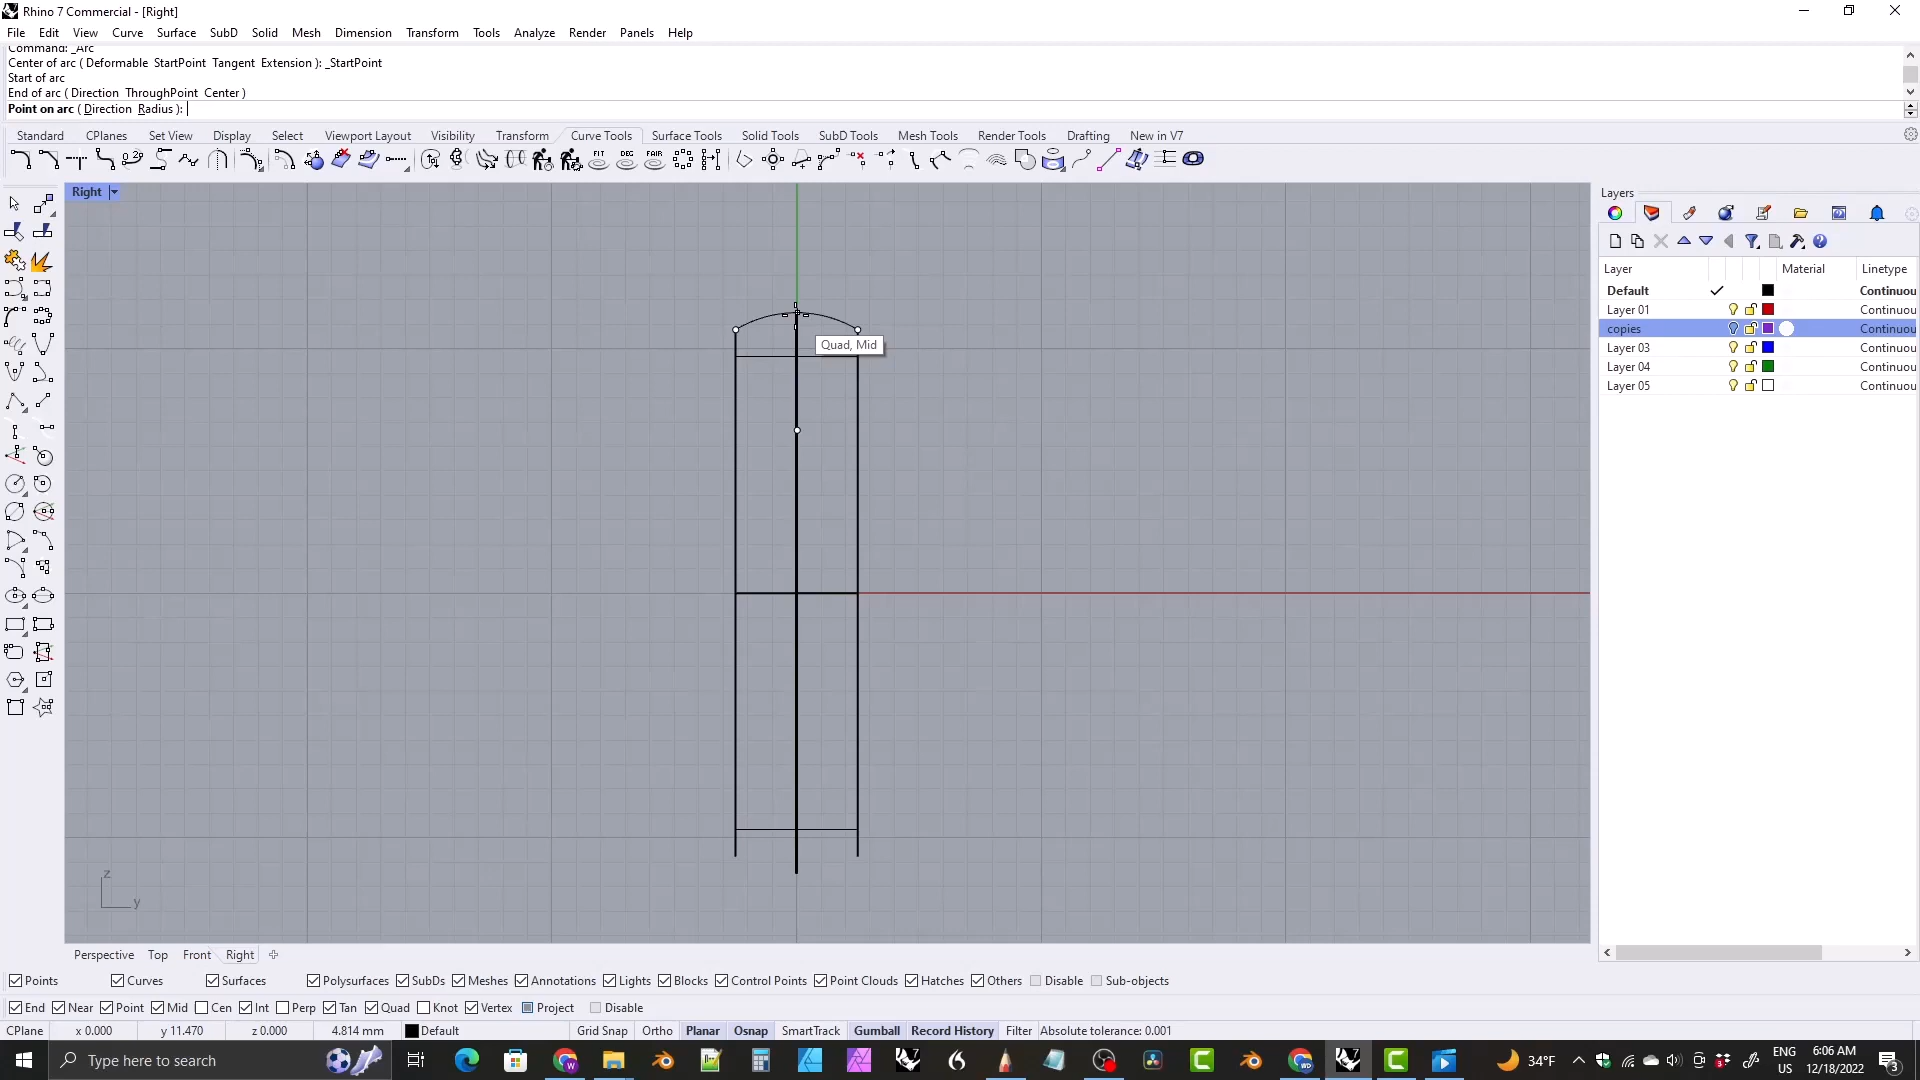 Rhino 7 Commercial - [Right]
File Edit View Curve Surface SubD Solid Mesh Dimension Transform Tools Analyze Render Panels Help
Command: _Arc
Center of arc ( Deformable StartPoint Tangent Extension ): _StartPoint
Start of arc
End of arc ( Direction ThroughPoint Center )
Point on arc ( Direction Radius ):
Standard CPlanes Set View Display Select Viewport Layout Visibility Transform Curve Tools Surface Tools Solid Tools SubD Tools Mesh Tools Render Tools Drafting New in V7
FIT DEG FAIR
Right
Layers
Layer Material Linetype
Default Continuou
Layer 01 Continuou
copies Continuou
Layer 03 Continuou
Layer 04 Continuou
Layer 05 Continuou
Quad, Mid
z
y
Perspective Top Front Right
Points Curves Surfaces Polysurfaces SubDs Meshes Annotations Lights Blocks Control Points Point Clouds Hatches Others Disable Sub-objects
End Near Point Mid Cen Int Perp Tan Quad Knot Vertex Project Disable
CPlane x 0.000 y 11.470 z 0.000 4.814 mm Default Grid Snap Ortho Planar Osnap SmartTrack Gumball Record History Filter Absolute tolerance: 0.001
Type here to search
34°F
ENG
US
6:06 AM
12/18/2022
3